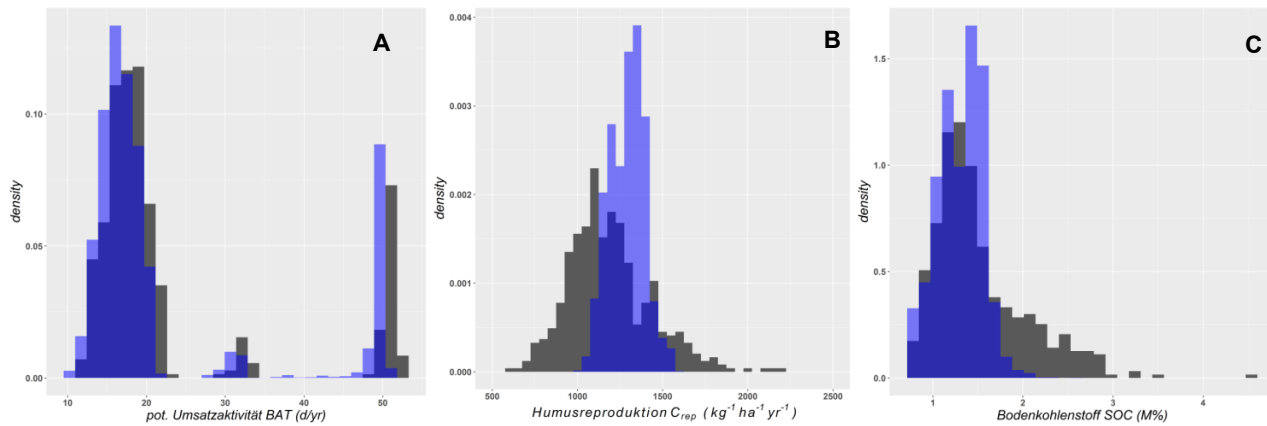 A
density
0.10
0.05
0.00
10 20 30 40 50
pot. Umsatzaktivität BAT (d/yr)
B
density
0.004
0.003
0.002
0.001
0.000
500 1000 1500 2000 2500
Humusreproduktion C rep ( kg⁻¹ ha⁻¹ yr⁻¹ )
C
density
1.5
1.0
0.5
0.0
1 2 3 4
Bodenkohlenstoff SOC (M%)